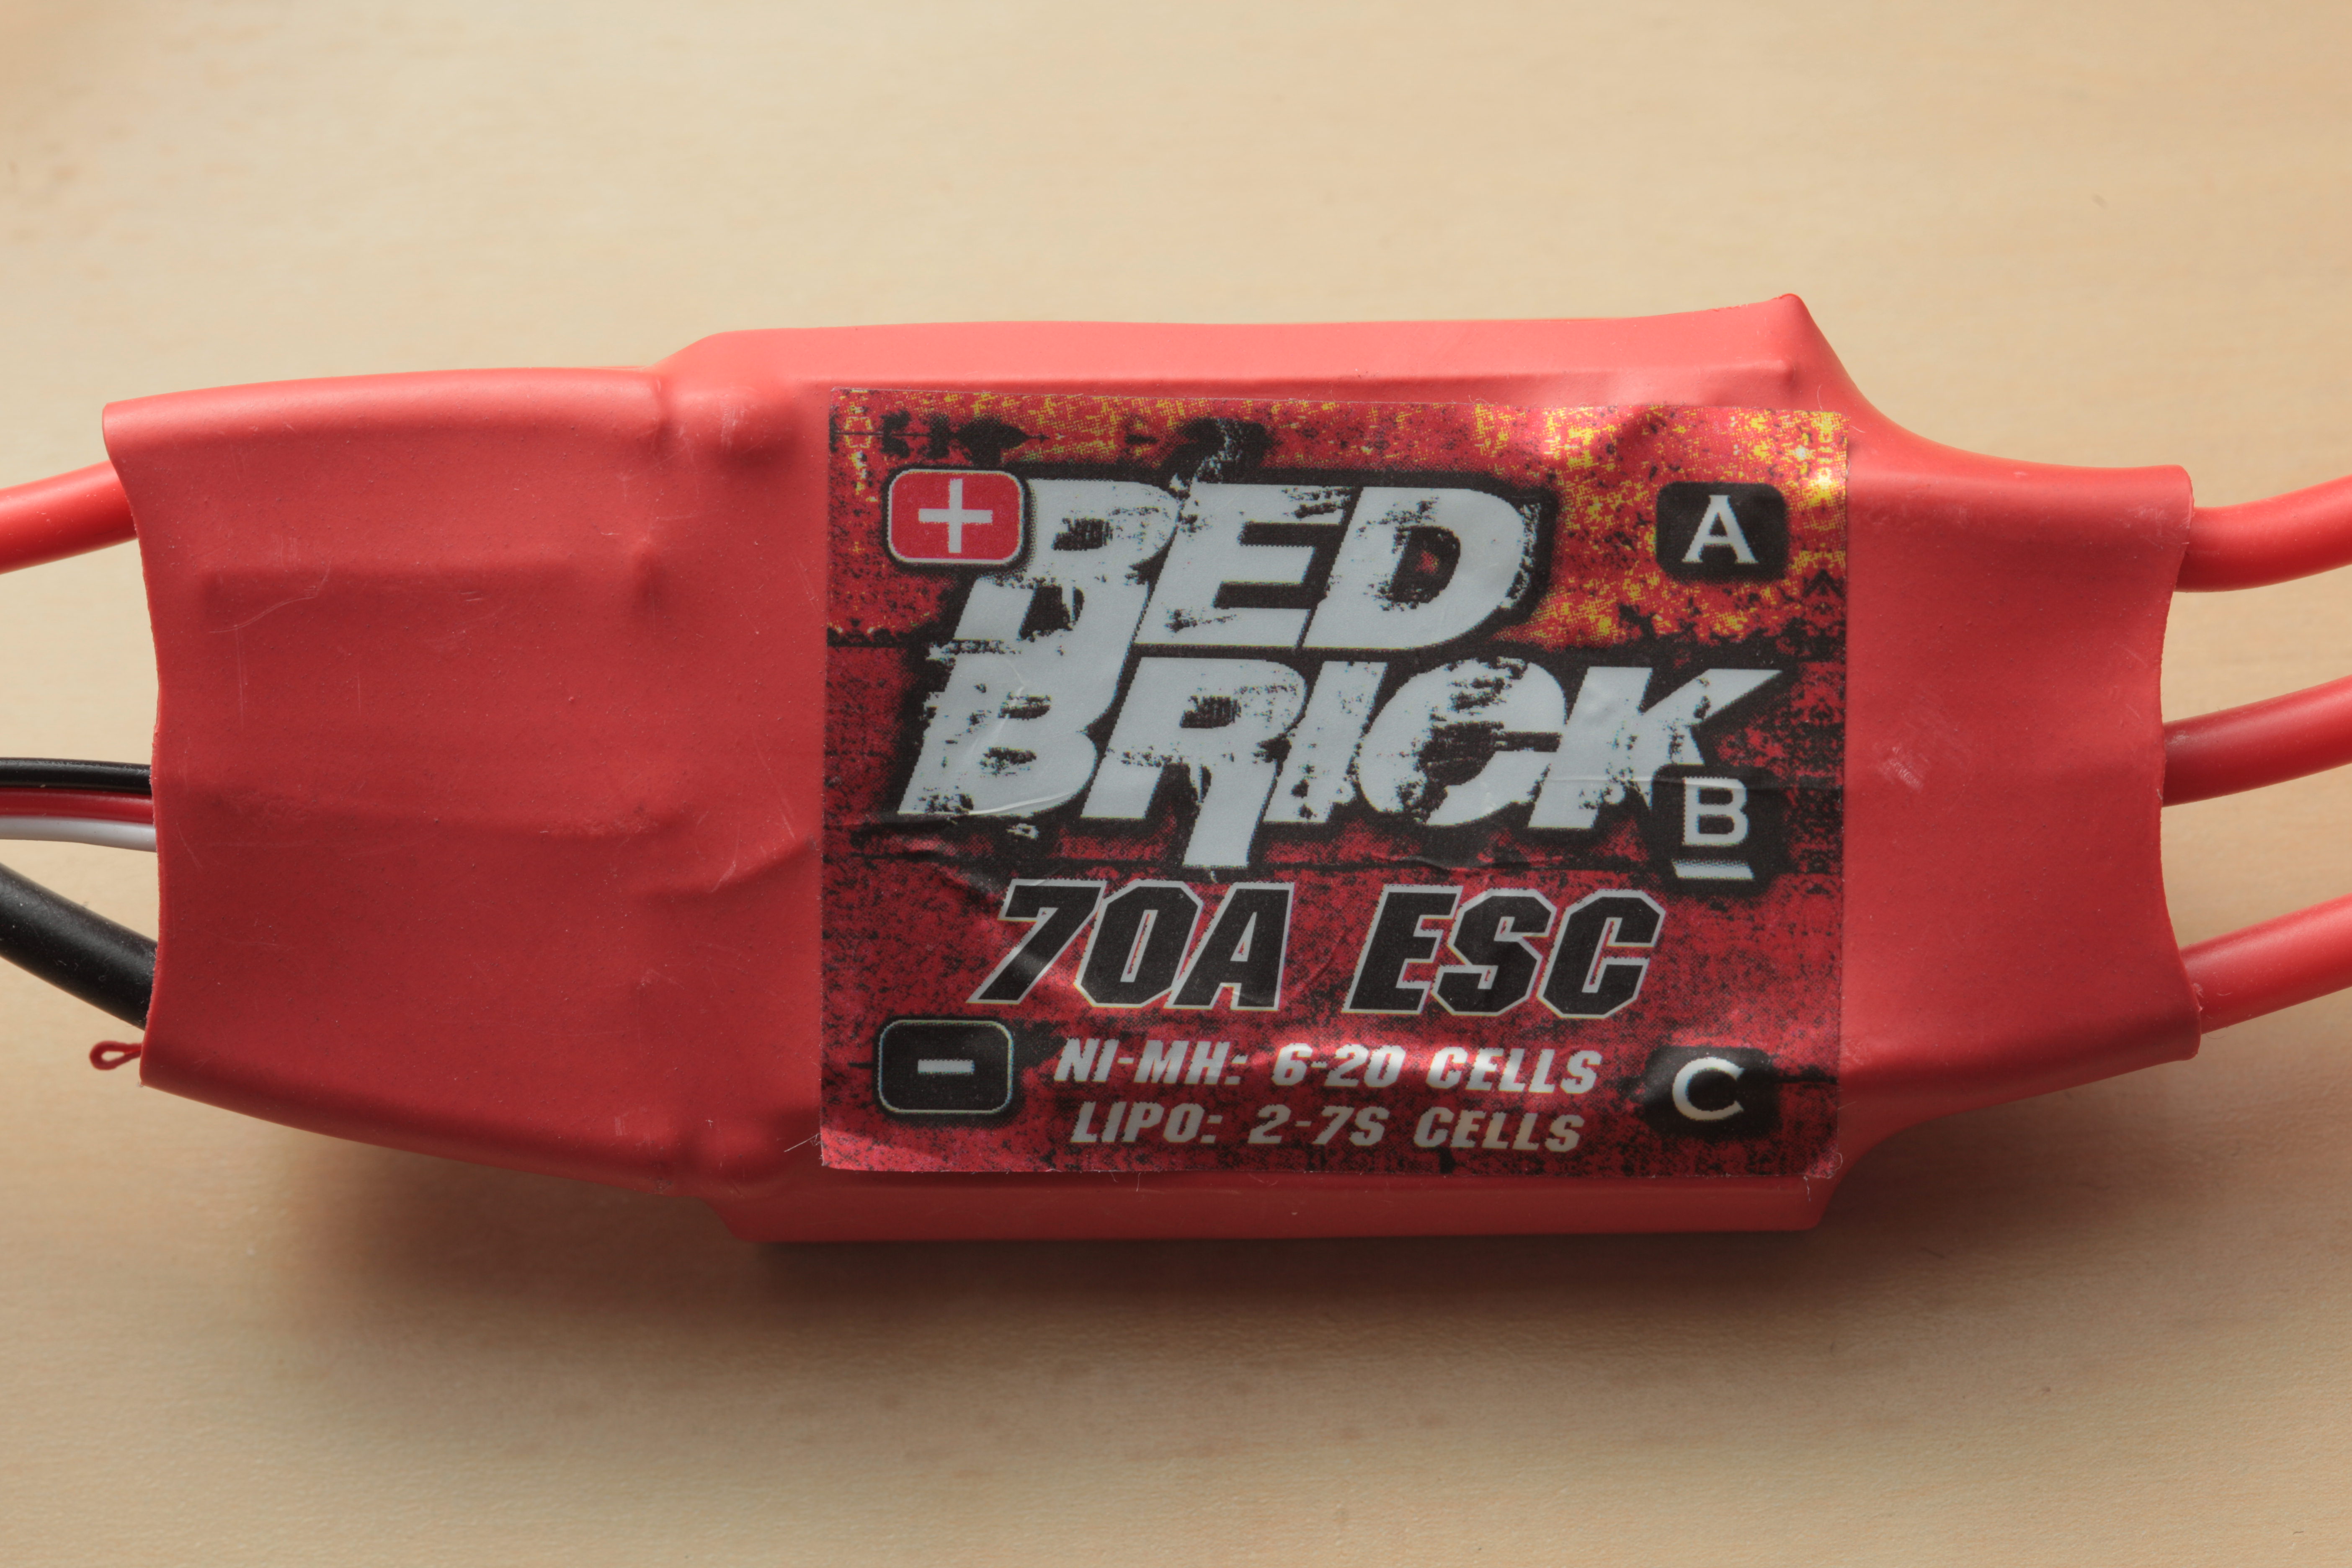 +
RED
A
BRICK
B
70A ESC
-
NI-MH: 6-20 CELLS
LIPO: 2-7S CELLS
C